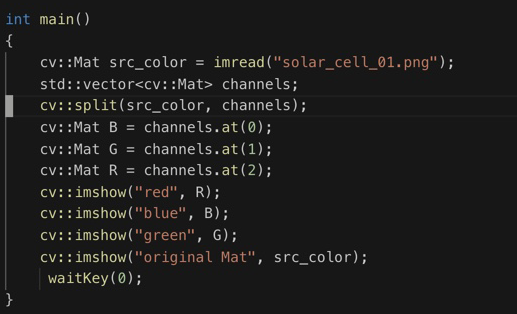 int main()
{
    cv::Mat src_color = imread("solar_cell_01.png");
    std::vector<cv::Mat> channels;
    cv::split(src_color, channels);
    cv::Mat B = channels.at(0);
    cv::Mat G = channels.at(1);
    cv::Mat R = channels.at(2);
    cv::imshow("red", R);
    cv::imshow("blue", B);
    cv::imshow("green", G);
    cv::imshow("original Mat", src_color);
     waitKey(0);
}